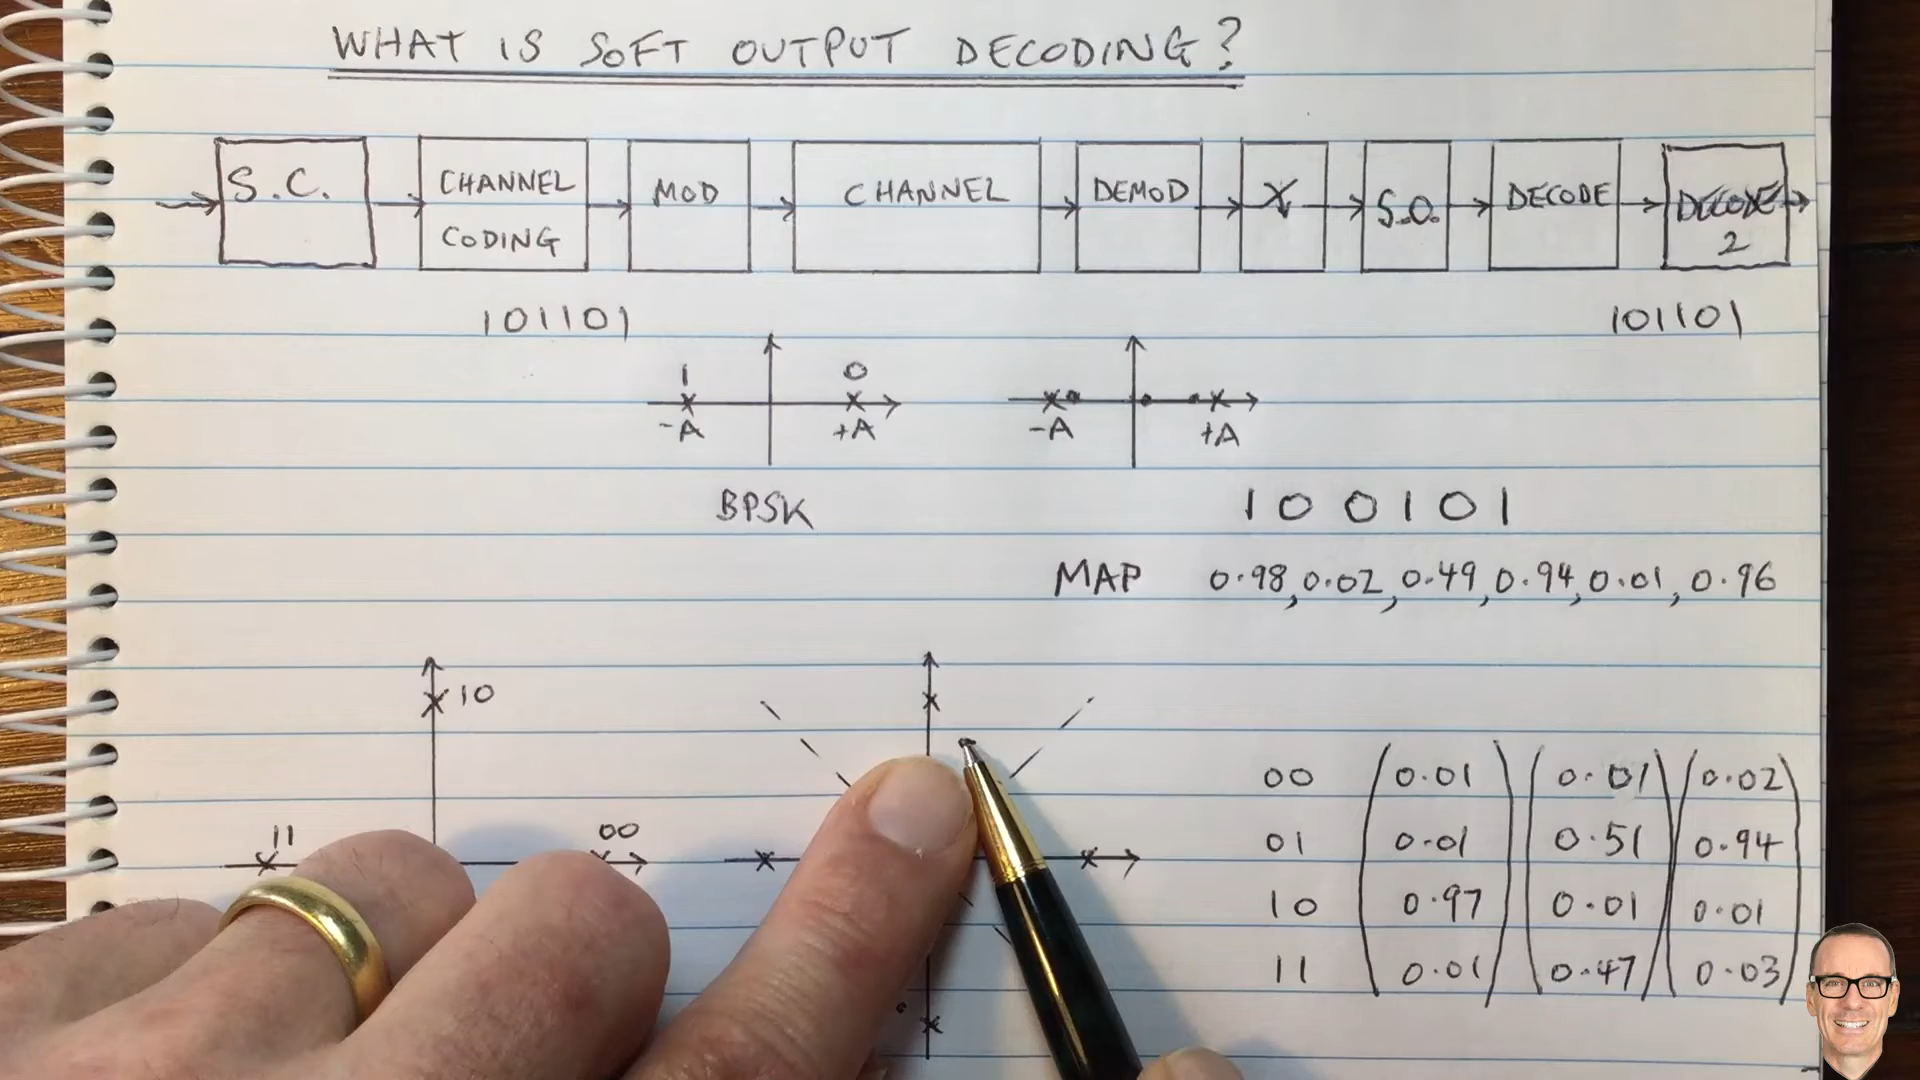 WHAT IS SOFT OUTPUT DECODING?
S.C. CHANNEL CODING MOD CHANNEL DEMOD X S.O. DECODE DECODE 2
101101 101101
1 0
-A +A -A +A
BPSK 100101
MAP 0.98, 0.02, 0.49, 0.94, 0.01, 0.96
10
11 00
00 0.01 0.01 0.02
01 0.01 0.51 0.94
10 0.97 0.01 0.01
11 0.01 0.47 0.03